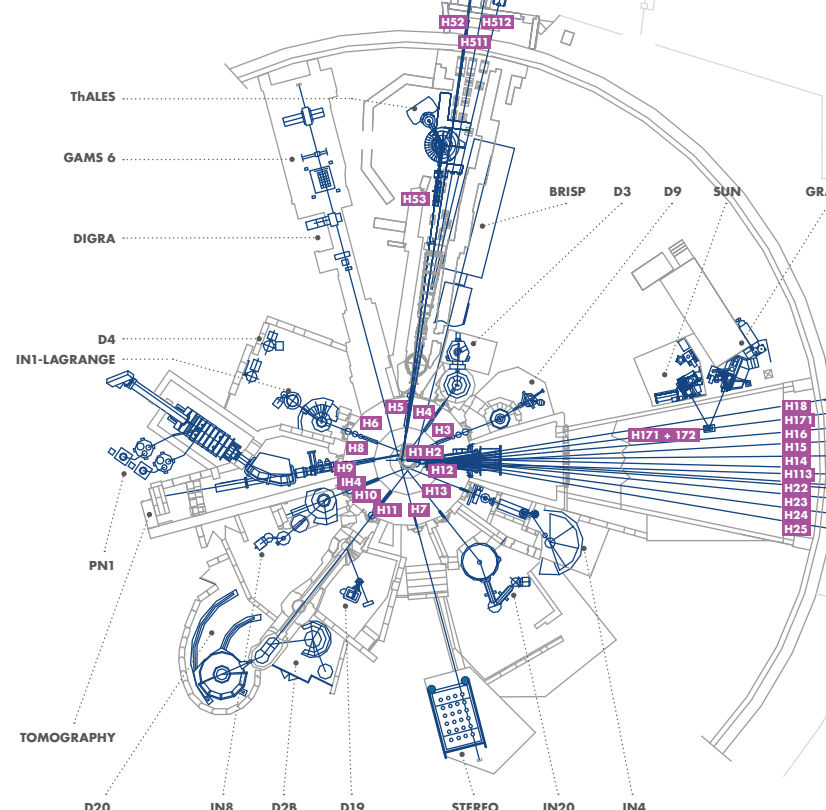 H52
H512
H511
ThALES
GAMS 6
BRISP
D3
D9
SUN
GRA
H53
DIGRA
D4
IN1-LAGRANGE
H5
H4
H6
H3
H18
H171
H171 + 172
H16
H8
H1
H2
H15
H9
H12
H14
H113
IH4
H22
H10
H13
H23
H11
H7
H24
H25
PN1
TOMOGRAPHY
D20
IN8
D2B
D19
STEREO
IN20
IN4